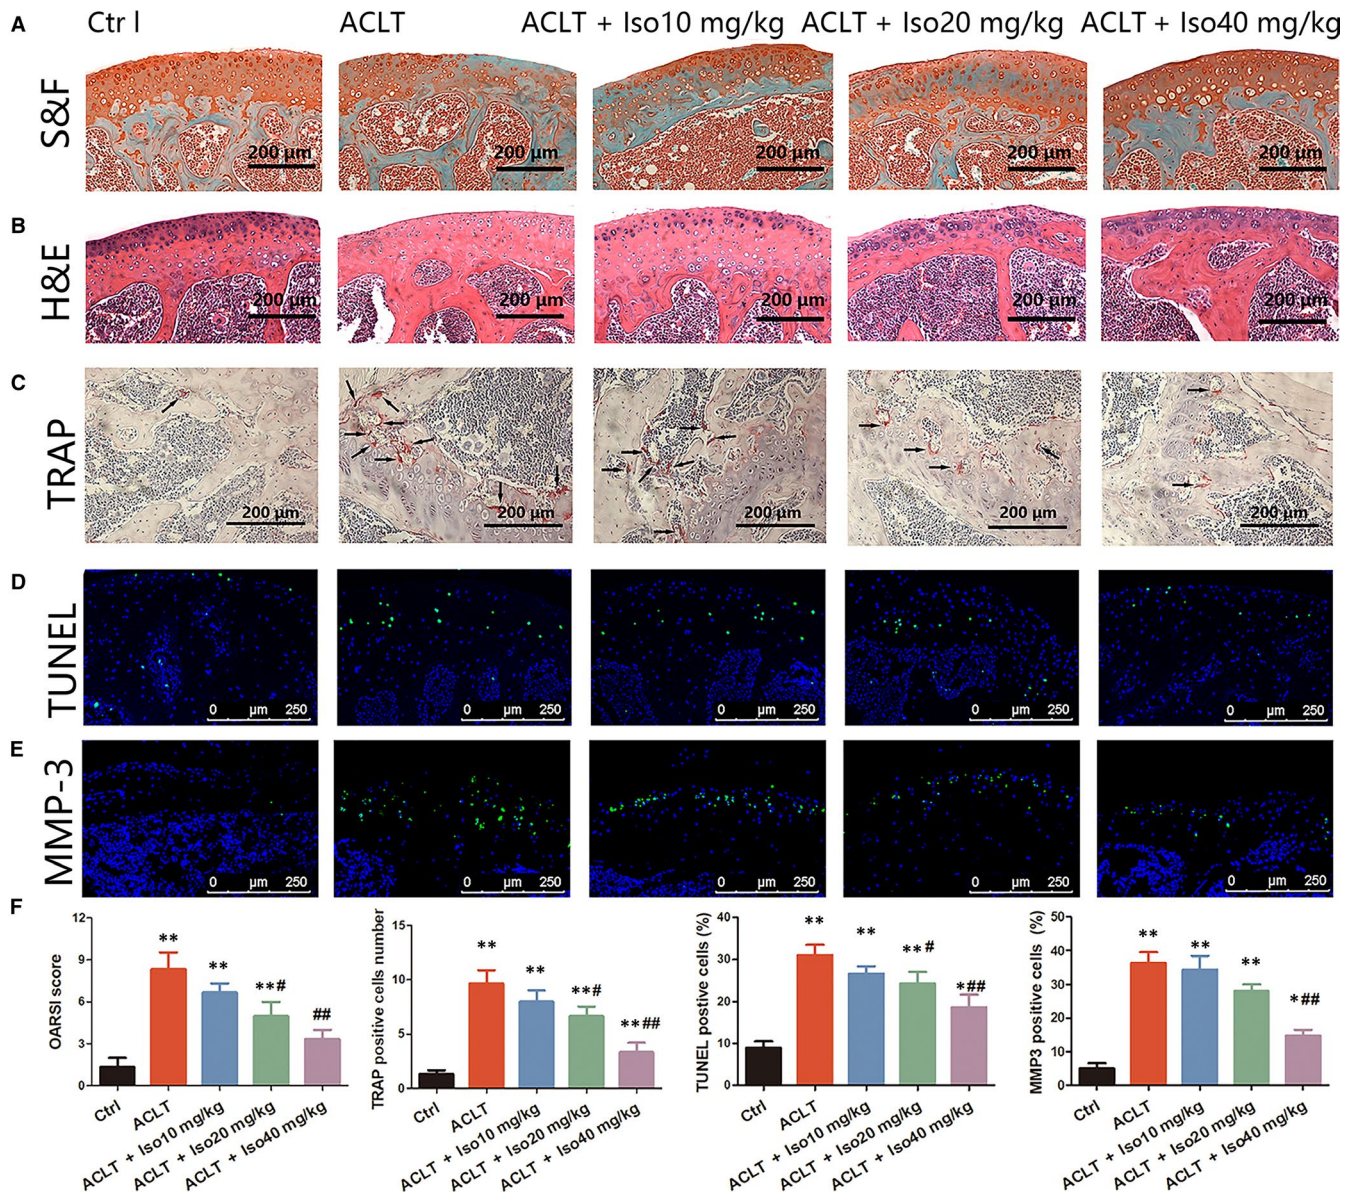 A Ctr l ACLT ACLT + Iso10 mg/kg ACLT + Iso20 mg/kg ACLT + Iso40 mg/kg
S&F
200 µm 200 µm 200 µm 200 µm 200 µm
B
H&E
200 µm 200 µm 200 µm 200 µm 200 µm
C
TRAP
200 µm 200 µm 200 µm 200 µm 200 µm
D
TUNEL
0 µm 250 0 µm 250 0 µm 250 0 µm 250 0 µm 250
E
MMP-3
0 µm 250 0 µm 250 0 µm 250 0 µm 250 0 µm 250
F
OARSI score
12
9
6
3
0
**
**
**#
##
Ctrl
ACLT
ACLT + Iso10 mg/kg
ACLT + Iso20 mg/kg
ACLT + Iso40 mg/kg
TRAP positive cells number
15
10
5
0
**
**
**#
**##
Ctrl
ACLT
ACLT + Iso10 mg/kg
ACLT + Iso20 mg/kg
ACLT + Iso40 mg/kg
TUNEL postive cells (%)
40
30
20
10
0
**
**
**#
*##
Ctrl
ACLT
ACLT + Iso10 mg/kg
ACLT + Iso20 mg/kg
ACLT + Iso40 mg/kg
MMP3 positive cells (%)
50
40
30
20
10
0
**
**
**
*##
Ctrl
ACLT
ACLT + Iso10 mg/kg
ACLT + Iso20 mg/kg
ACLT + Iso40 mg/kg